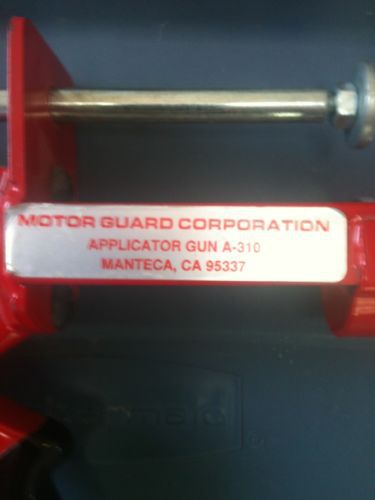 MOTOR GUARD CORPORATION
APPLICATOR GUN A-310
MANTECA, CA 95337
®